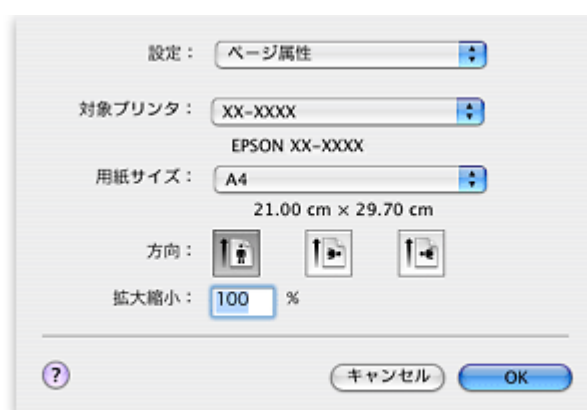 設定： ページ属性
対象プリンタ： XX-XXXX
EPSON XX-XXXX
用紙サイズ： A4
21.00 cm × 29.70 cm
方向：
拡大縮小： 100 %
? キャンセル OK